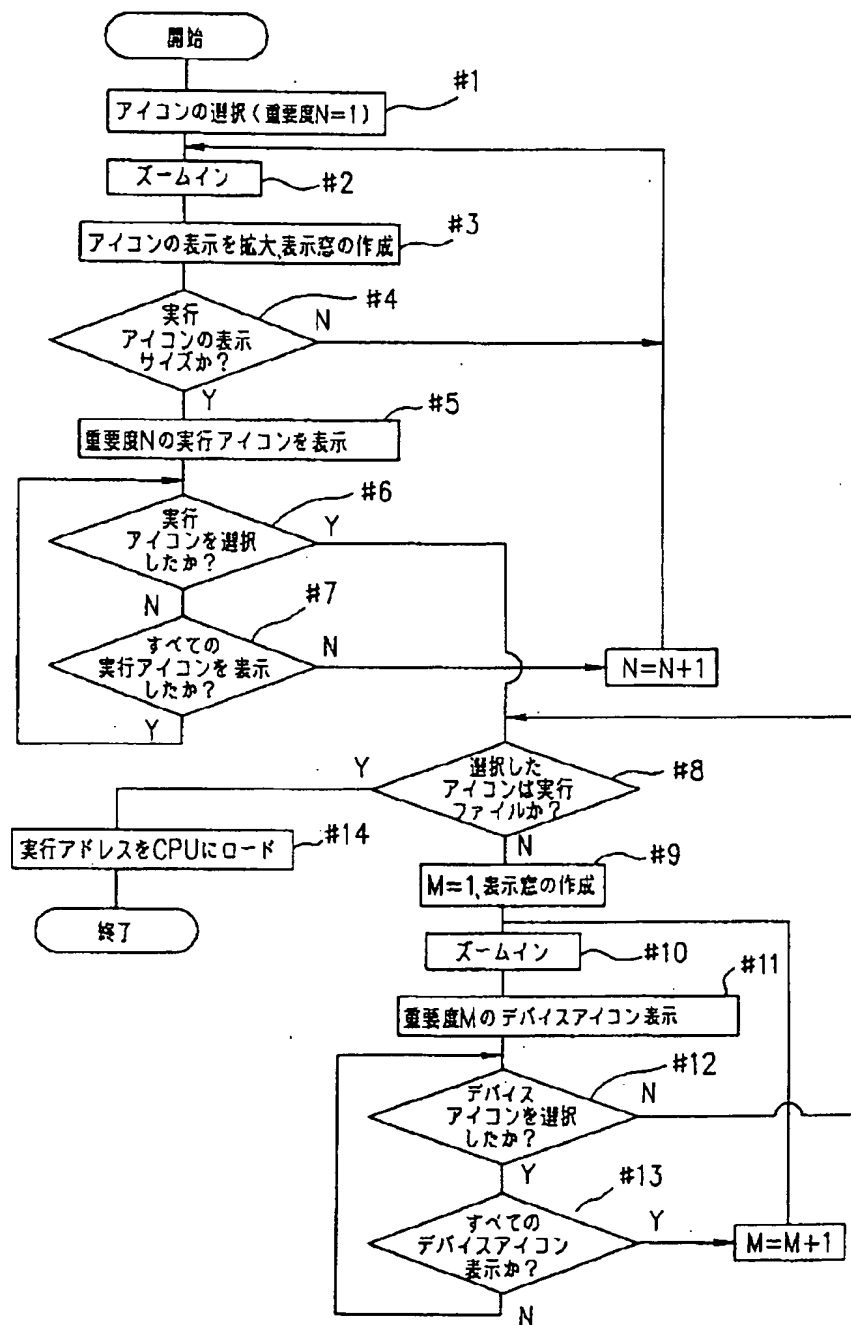 開始
#1
アイコンの選択(重要度N=1)
ズームイン
#2
#3
アイコンの表示を拡大,表示窓の作成
#4
実行
アイコンの表示
サイズか?
N
Y
#5
重要度Nの実行アイコンを表示
#6
実行
アイコンを選択
したか?
Y
N
#7
すべての
実行アイコンを表示
したか?
N
Y
N=N+1
Y
選択した
アイコンは実行
ファイルか?
#8
N
実行アドレスをCPUにロード
#14
終了
#9
M=1,表示窓の作成
ズームイン
#10
#11
重要度Mのデバイスアイコン表示
#12
デバイス
アイコンを選択
したか?
N
Y
#13
すべての
デバイスアイコン
表示か?
Y
N
M=M+1